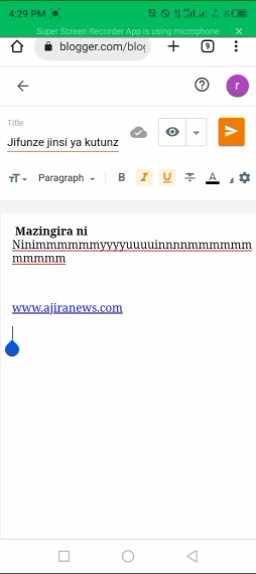 4:29 PM
Super Screen Recorder App is using microphone
blogger.com/blog
9
r
Title
Jifunze jinsi ya kutunz
Paragraph
B I U A
Mazingira ni
Ninimmmmmmyyyyuuuuinnnnmmmmmm
mmmmm
www.ajiranews.com